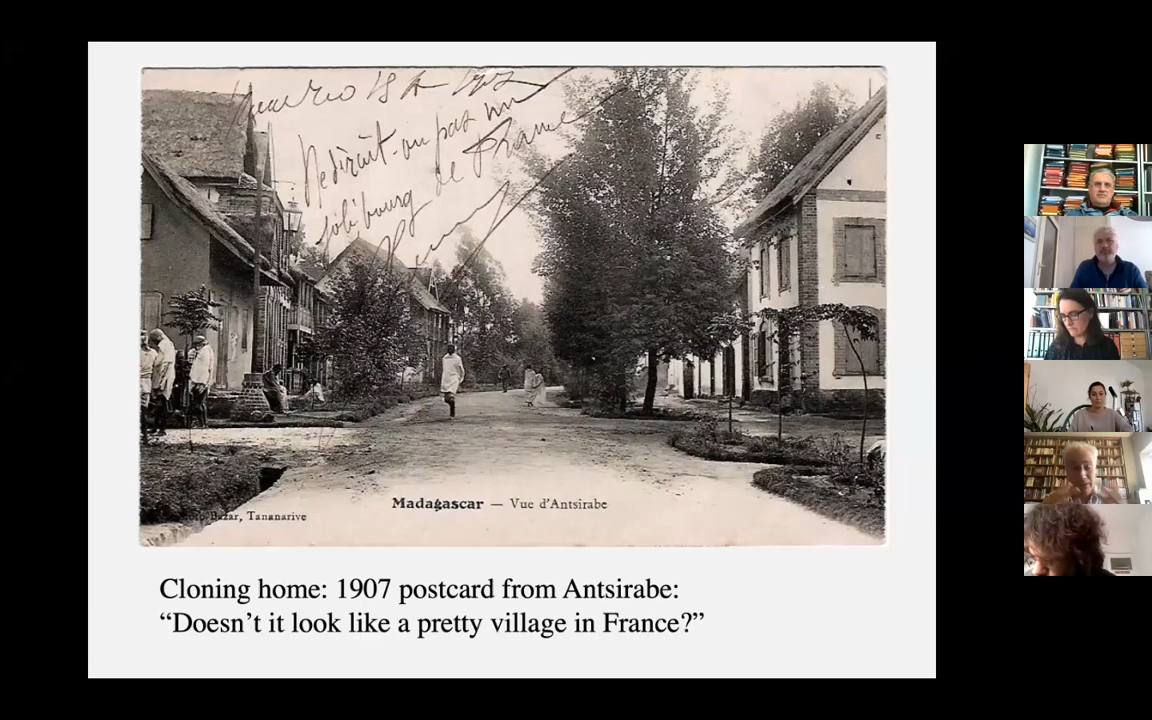 Ne dirait-on pas un
joli bourg de France
Madagascar — Vue d'Antsirabe
Bazar, Tananarive
Cloning home: 1907 postcard from Antsirabe:
“Doesn’t it look like a pretty village in France?”